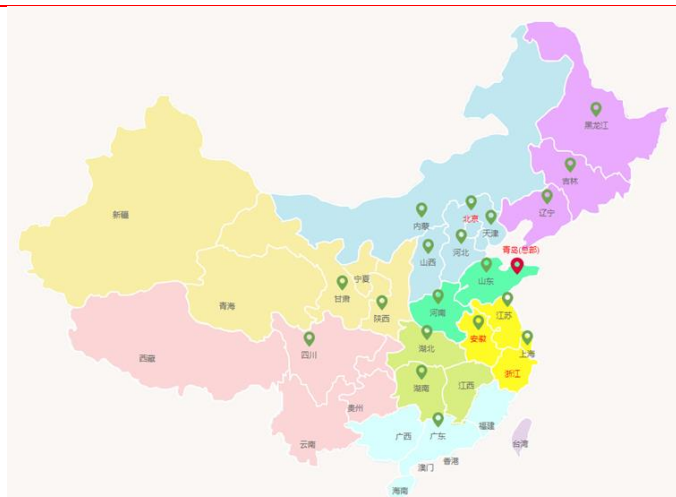 黑龙江
吉林
辽宁
新疆
内蒙
北京
天津
青岛(总部)
山西
河北
宁夏
山东
甘肃
青海
陕西
河南
江苏
安徽
四川
湖北
上海
西藏
浙江
湖南
江西
贵州
福建
云南
广西
广东
台湾
香港
澳门
海南